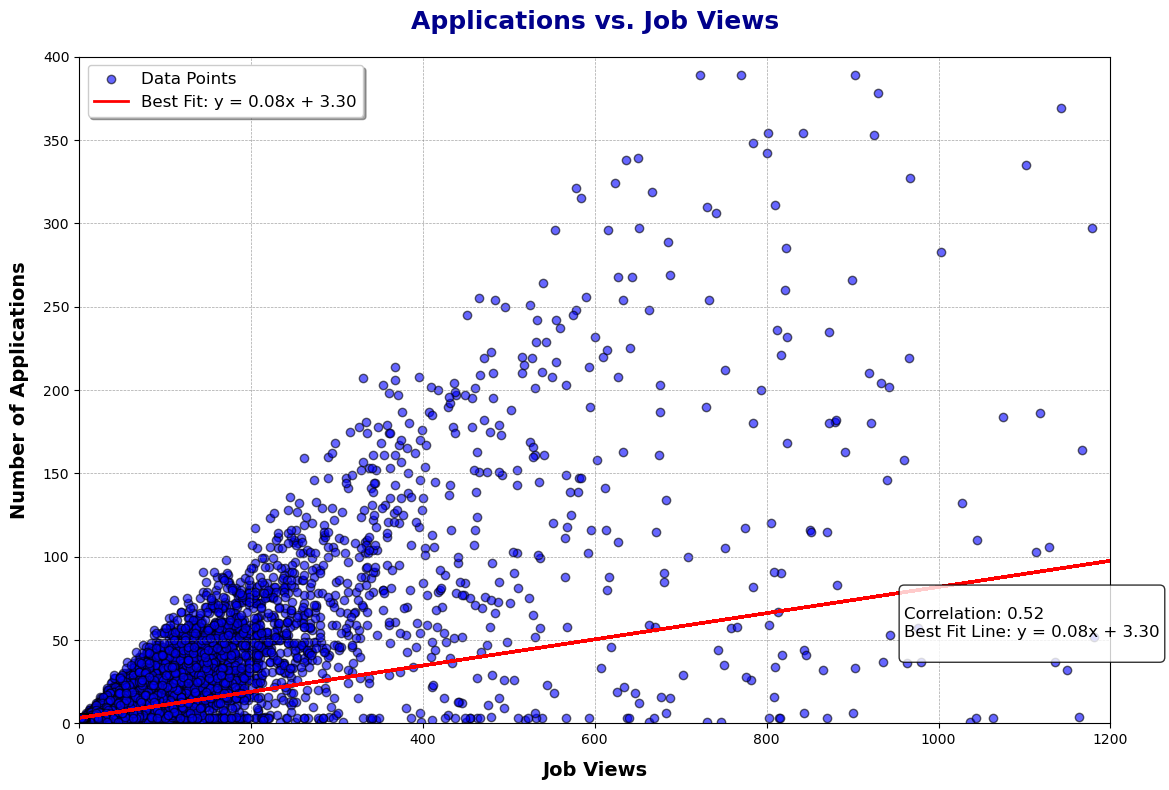 Applications vs. Job Views
Number of Applications
400
350
300
250
200
150
100
50
0
Data Points
Best Fit: y = 0.08x + 3.30
Correlation: 0.52
Best Fit Line: y = 0.08x + 3.30
0
200
400
600
800
1000
1200
Job Views